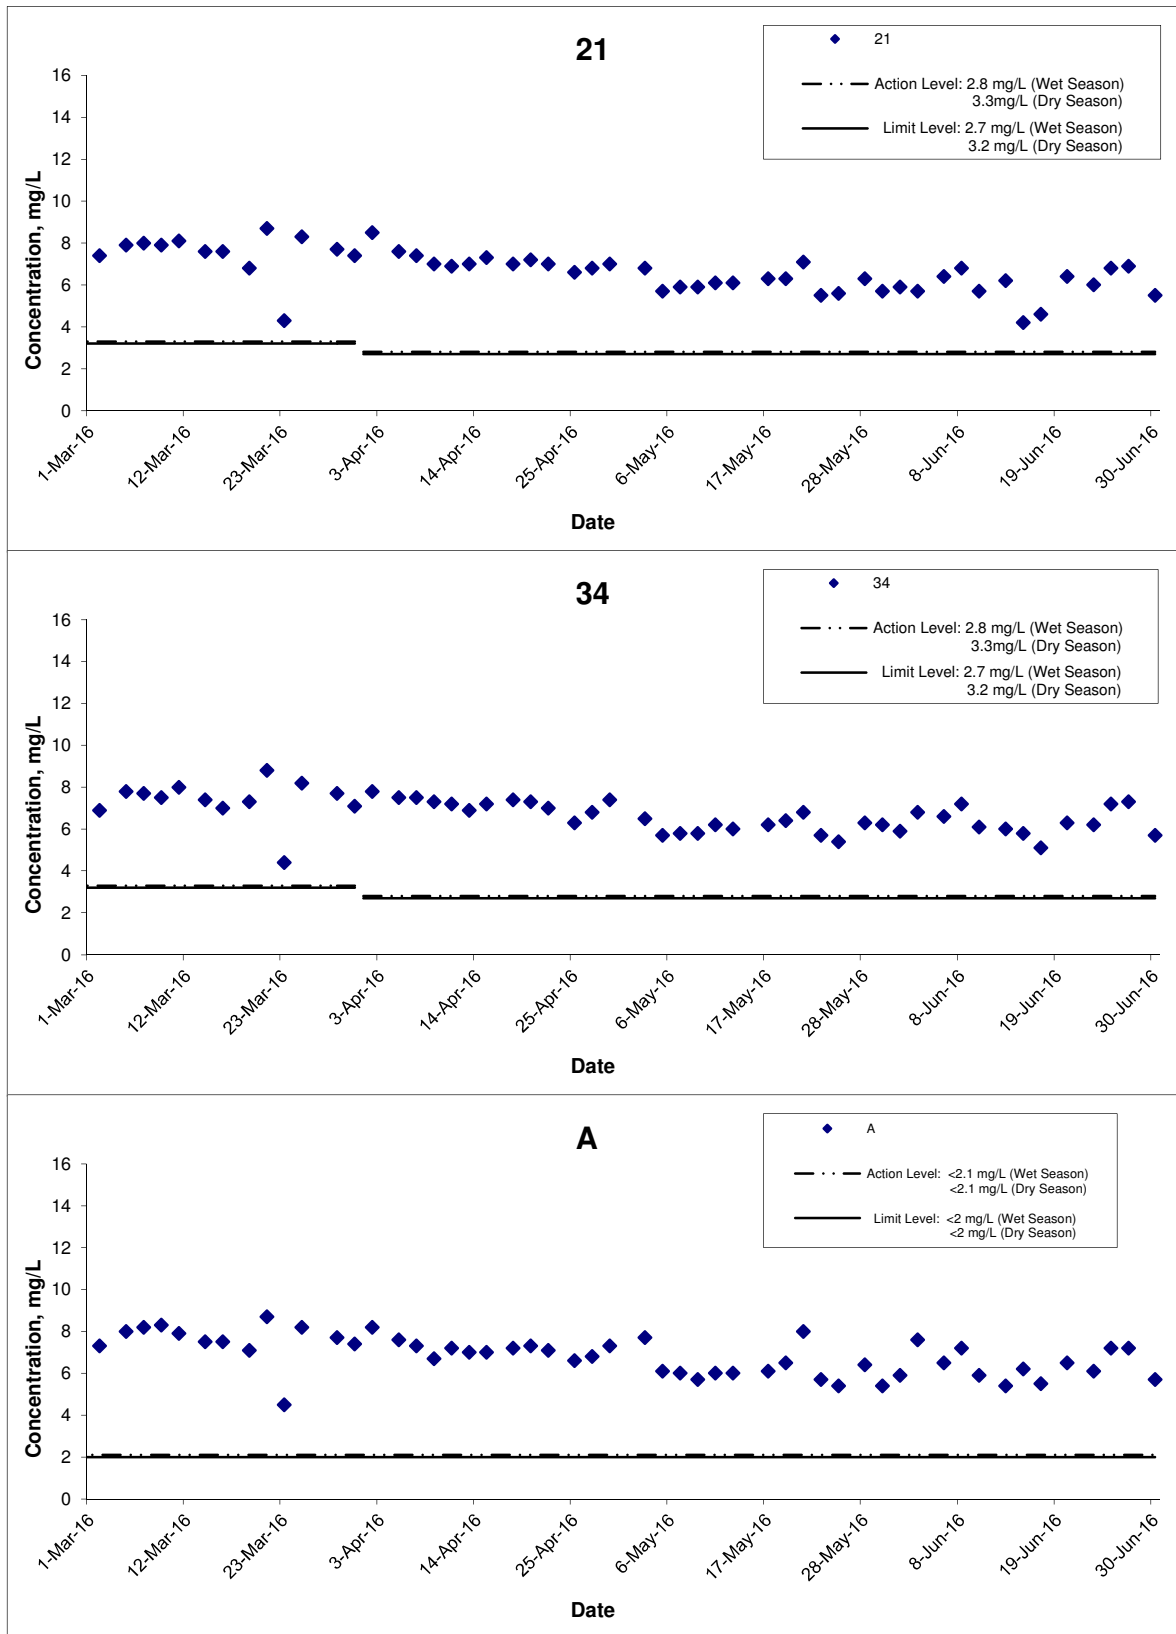 21
21
Action Level: 2.8 mg/L (Wet Season)
3.3mg/L (Dry Season)
Limit Level: 2.7 mg/L (Wet Season)
3.2 mg/L (Dry Season)
Concentration, mg/L
16
14
12
10
8
6
4
2
0
1-Mar-16
12-Mar-16
23-Mar-16
3-Apr-16
14-Apr-16
25-Apr-16
6-May-16
17-May-16
28-May-16
8-Jun-16
19-Jun-16
30-Jun-16
Date
34
34
Action Level: 2.8 mg/L (Wet Season)
3.3mg/L (Dry Season)
Limit Level: 2.7 mg/L (Wet Season)
3.2 mg/L (Dry Season)
Concentration, mg/L
16
14
12
10
8
6
4
2
0
1-Mar-16
12-Mar-16
23-Mar-16
3-Apr-16
14-Apr-16
25-Apr-16
6-May-16
17-May-16
28-May-16
8-Jun-16
19-Jun-16
30-Jun-16
Date
A
A
Action Level: <2.1 mg/L (Wet Season)
<2.1 mg/L (Dry Season)
Limit Level: <2 mg/L (Wet Season)
<2 mg/L (Dry Season)
Concentration, mg/L
16
14
12
10
8
6
4
2
0
1-Mar-16
12-Mar-16
23-Mar-16
3-Apr-16
14-Apr-16
25-Apr-16
6-May-16
17-May-16
28-May-16
8-Jun-16
19-Jun-16
30-Jun-16
Date